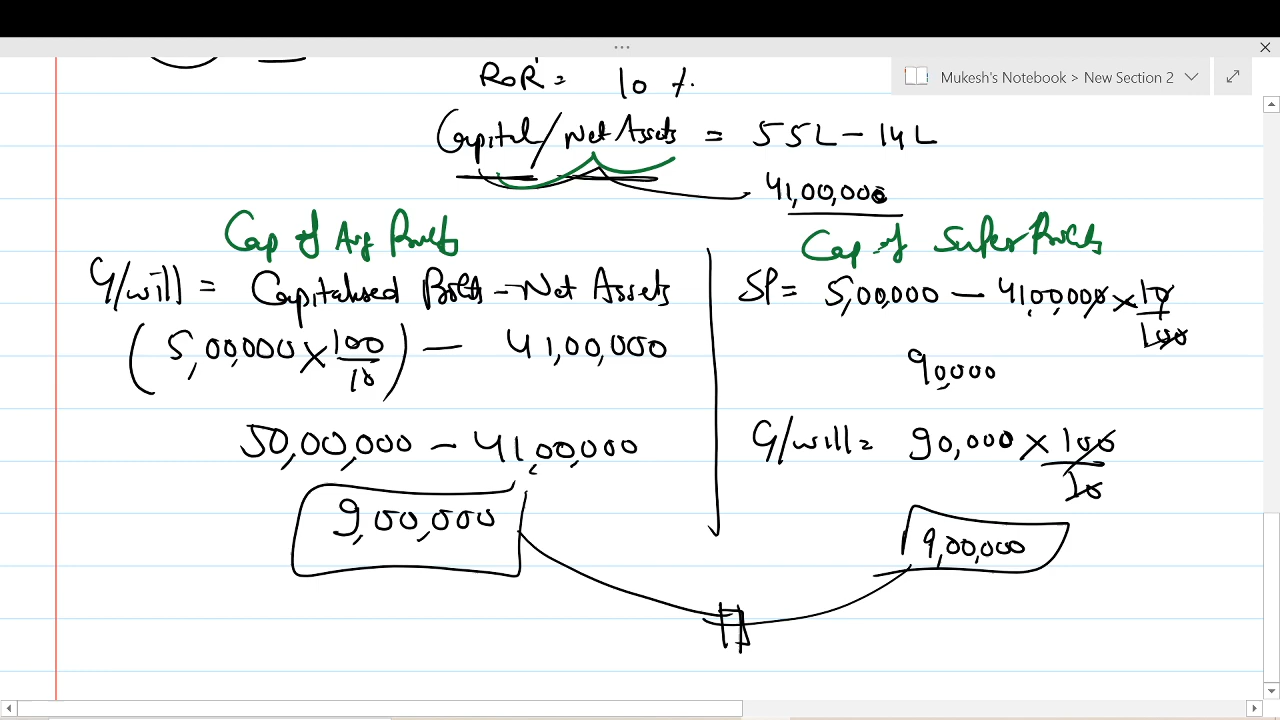 Mukesh's Notebook > New Section 2
RoR = 10 %
Capital/Net Assets = 55L - 14L
41,00,000
Cap of Avg Profits
G/will = Capitalised Profits - Net Assets
(5,00,000 × 100/10) - 41,00,000
50,00,000 - 41,00,000
9,00,000
Cap of Super Profits
SP = 5,00,000 - 41,00,000 × 10/100
90,000
G/will = 90,000 × 100/10
9,00,000